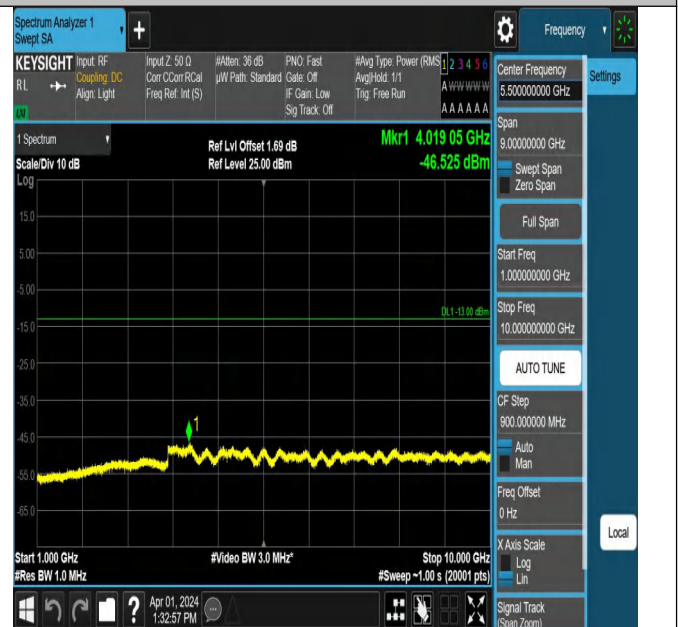 Spectrum Analyzer 1
Swept SA
+
Frequency
KEYSIGHT
RL
LXI
Input: RF
Coupling: DC
Align: Light
Input Z: 50 Ω
Corr CCorr RCal
Freq Ref: Int (S)
#Atten: 36 dB
µW Path: Standard
PNO: Fast
Gate: Off
IF Gain: Low
Sig Track: Off
#Avg Type: Power (RMS
Avg|Hold: 1/1
Trig: Free Run
1 2 3 4 5 6
A W W W W W
A A A A A A
1 Spectrum
Scale/Div 10 dB
Log
Ref Lvl Offset 1.69 dB
Ref Level 25.00 dBm
Mkr1 4.019 05 GHz
-46.525 dBm
15.0
5.00
-5.00
-15.0
-25.0
-35.0
-45.0
-55.0
-65.0
DL1 -13.00 dBm
1
Start 1.000 GHz
#Res BW 1.0 MHz
#Video BW 3.0 MHz*
Stop 10.000 GHz
#Sweep ~1.00 s (20001 pts)
Apr 01, 2024
1:32:57 PM
?
Center Frequency
5.500000000 GHz
Settings
Span
9.00000000 GHz
Swept Span
Zero Span
Full Span
Start Freq
1.000000000 GHz
Stop Freq
10.000000000 GHz
AUTO TUNE
CF Step
900.000000 MHz
Auto
Man
Freq Offset
0 Hz
X Axis Scale
Log
Lin
Local
Signal Track
(Span Zoom)